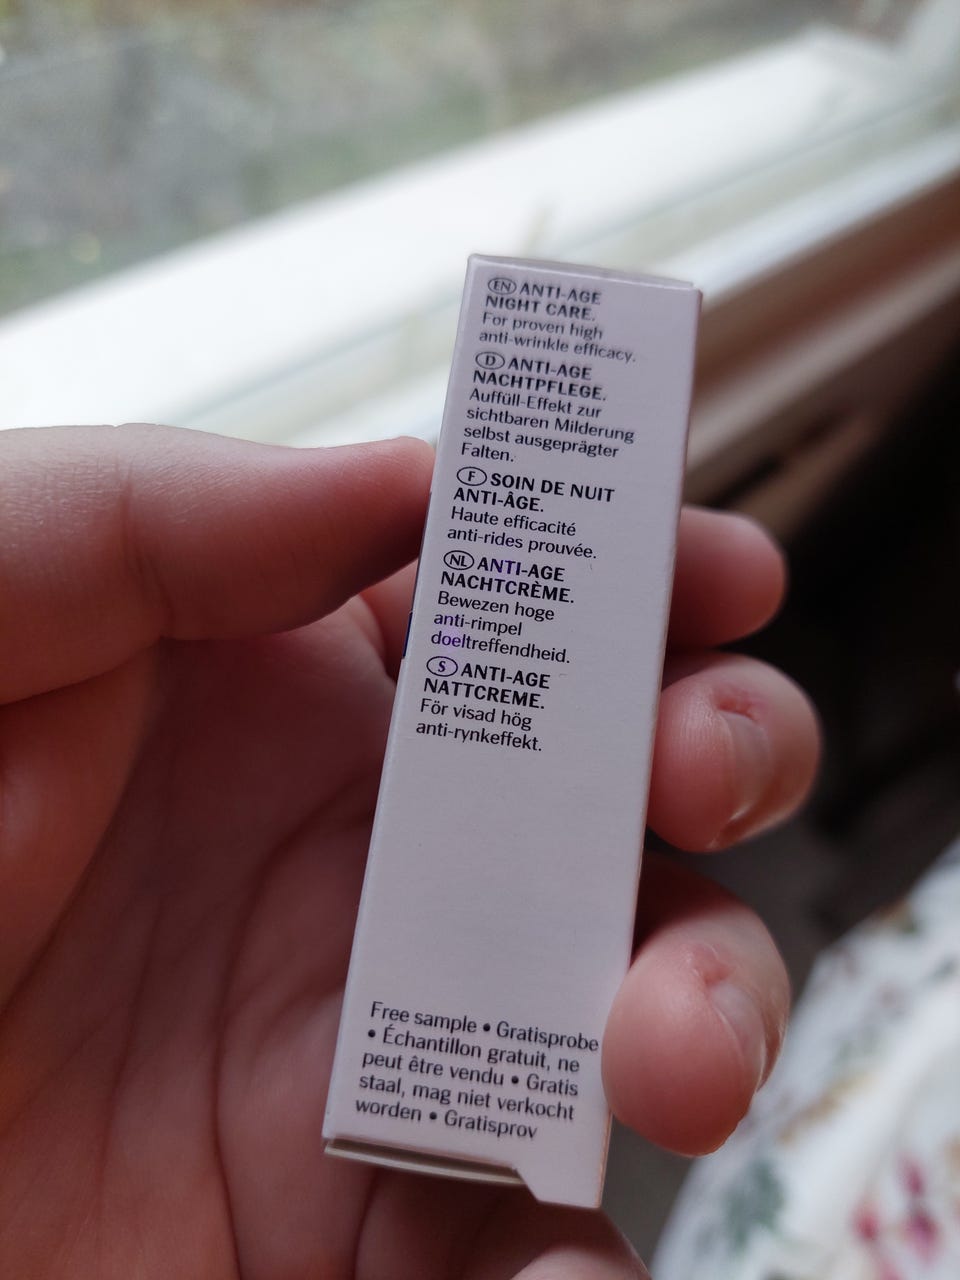 EN ANTI-AGE
NIGHT CARE.
For proven high
anti-wrinkle efficacy.
D ANTI-AGE
NACHTPFLEGE.
Auffüll-Effekt zur
sichtbaren Milderung
selbst ausgeprägter
Falten.
F SOIN DE NUIT
ANTI-ÂGE.
Haute efficacité
anti-rides prouvée.
NL ANTI-AGE
NACHTCRÈME.
Bewezen hoge
anti-rimpel
doeltreffendheid.
S ANTI-AGE
NATTCREME.
För visad hög
anti-rynkeffekt.
Free sample • Gratisprobe
• Échantillon gratuit, ne
peut être vendu • Gratis
staal, mag niet verkocht
worden • Gratisprov